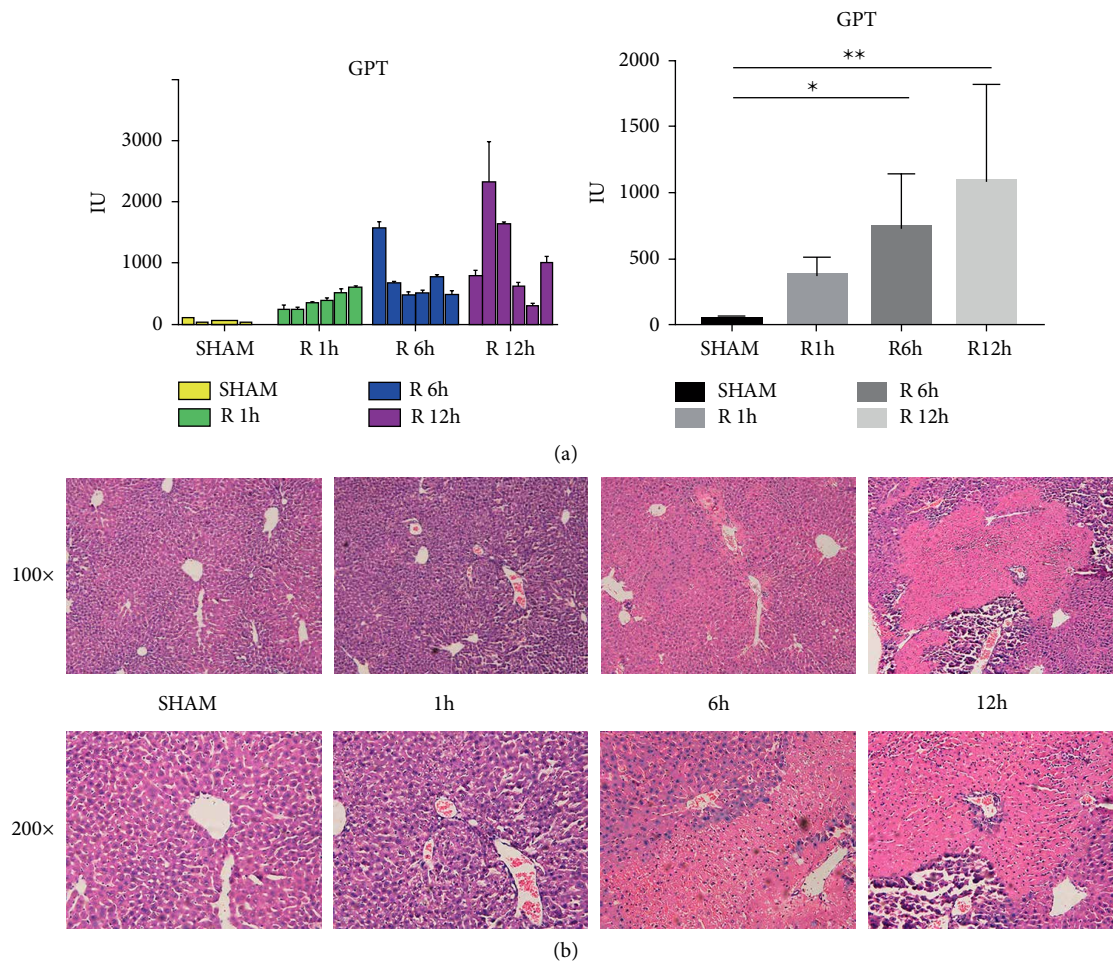 GPT
IU
3000
2000
1000
0
SHAM R 1h R 6h R 12h
SHAM R 6h
R 1h R 12h
GPT
**
*
IU
2000
1500
1000
500
0
SHAM R1h R6h R12h
SHAM R 6h
R 1h R 12h
(a)
100×
SHAM 1h 6h 12h
200×
(b)